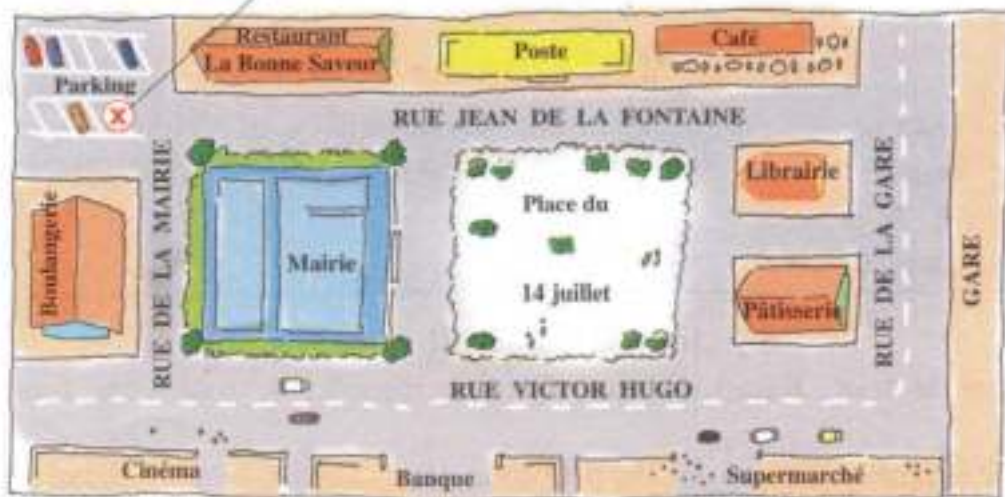 Restaurant
La Bonne Saveur
Poste
Café
Parking
X
RUE JEAN DE LA FONTAINE
Boulangerie
RUE DE LA MAIRIE
Mairie
Place du
14 juillet
Librairie
Pâtisserie
RUE DE LA GARE
GARE
RUE VICTOR HUGO
Cinéma
Banque
Supermarché